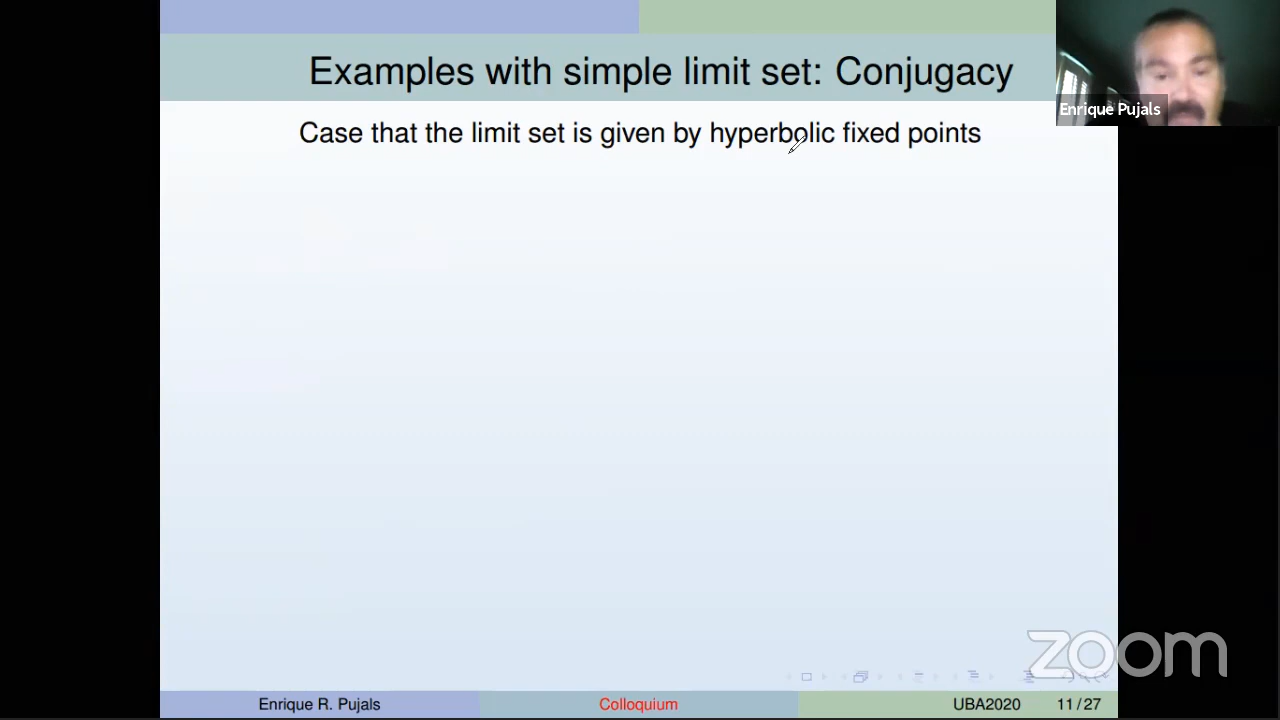 Examples with simple limit set: Conjugacy
Enrique Pujals
Case that the limit set is given by hyperbolic fixed points
zoom
Enrique R. Pujals
Colloquium
UBA2020
11/27